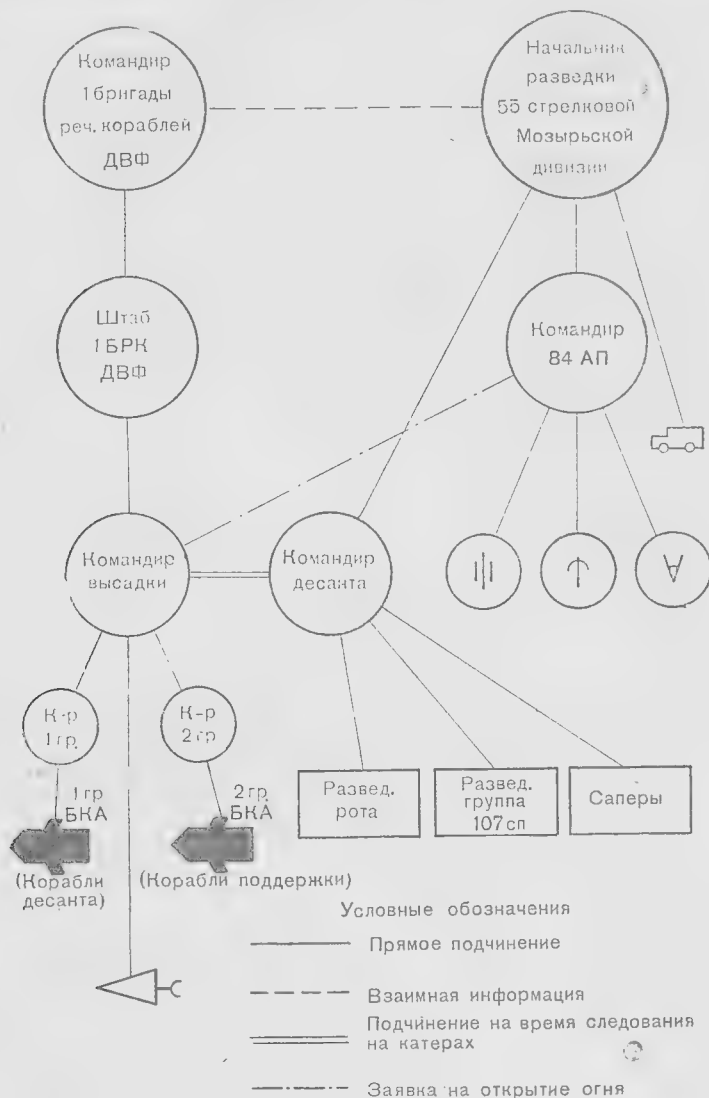 Командир
1 бригады
реч. кораблей
ДВФ
Начальник
разведки
55 стрелковой
Мозырьской
дивизии
Штаб
1 БРК
ДВФ
Командир
84 АП
Командир
высадки
Командир
десанта
К-р
1 гр.
К-р
2 гр.
1 гр
БКА
2 гр.
БКА
(Корабли
десанта)
(Корабли поддержки)
Развед.
рота
Развед.
группа
107 сп
Саперы
Условные обозначения
Прямое подчинение
Взаимная информация
Подчинение на время следования
на катерах
Заявка на открытие огня